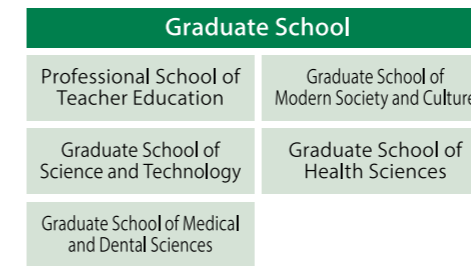 Graduate School
Professional School of
Teacher Education
Graduate School of
Modern Society and Culture
Graduate School of
Science and Technology
Graduate School of
Health Sciences
Graduate School of Medical
and Dental Sciences